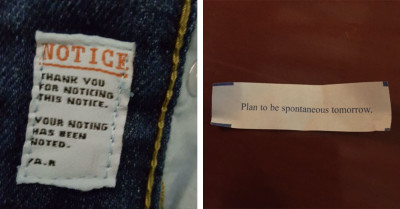 NOTICE
THANK YOU
FOR NOTICING
THIS NOTICE.
YOUR NOTING
HAS BEEN
NOTED.
/A.R
Plan to be spontaneous tomorrow.